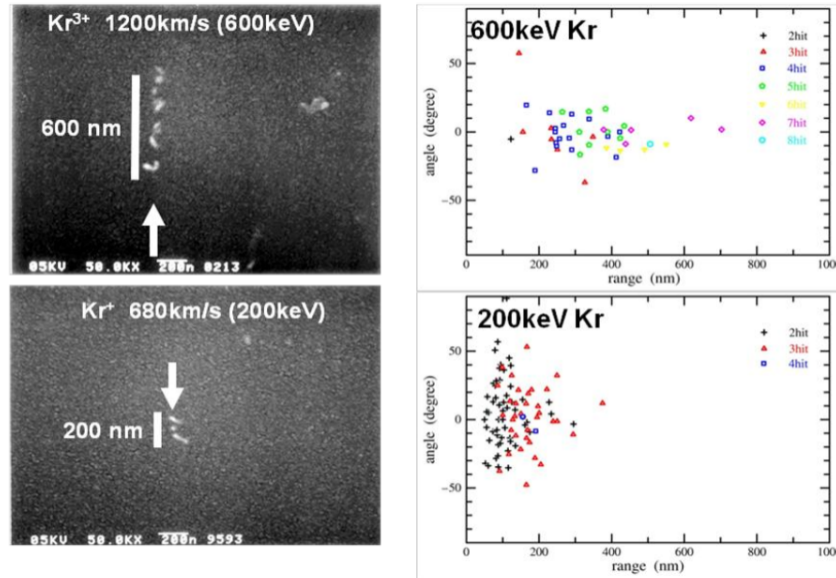 Kr³⁺ 1200km/s (600keV)
600 nm
05KV 50.0KX 200n 0213
600keV Kr
2hit
3hit
4hit
5hit
6hit
7hit
8hit
50
0
-50
angle (degree)
0 200 400 600 800 100
range (nm)
Kr⁺ 680km/s (200keV)
200 nm
05KV 50.0KX 200n 9593
200keV Kr
2hit
3hit
4hit
50
0
-50
angle (degree)
0 200 400 600 800 100
range (nm)